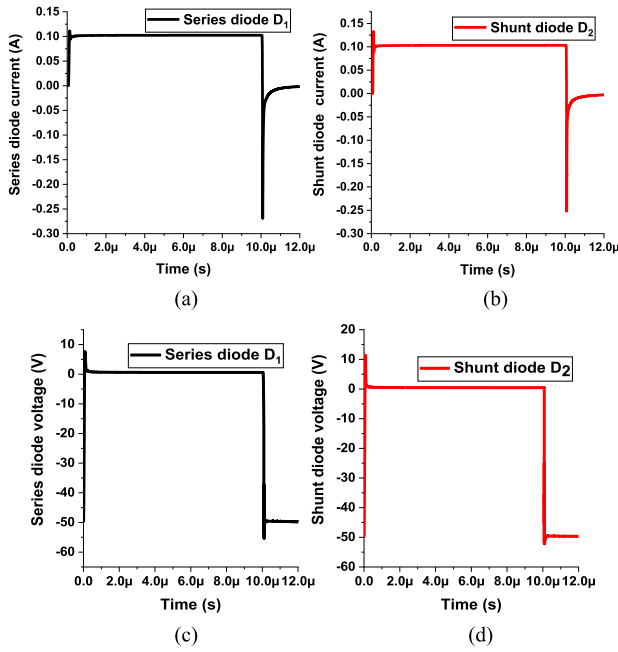 Series diode D1
Series diode current (A)
0.15
0.10
0.05
0.00
-0.05
-0.10
-0.15
-0.20
-0.25
-0.30
0.0 2.0μ 4.0μ 6.0μ 8.0μ 10.0μ 12.0μ
Time (s)
(a)
Shunt diode D2
Shunt diode current (A)
0.15
0.10
0.05
0.00
-0.05
-0.10
-0.15
-0.20
-0.25
-0.30
0.0 2.0μ 4.0μ 6.0μ 8.0μ 10.0μ 12.0μ
Time (s)
(b)
Series diode D1
Series diode voltage (V)
10
0
-10
-20
-30
-40
-50
-60
0.0 2.0μ 4.0μ 6.0μ 8.0μ 10.0μ 12.0μ
Time (s)
(c)
Shunt diode D2
Shunt diode voltage (V)
20
10
0
-10
-20
-30
-40
-50
-60
0.0 2.0μ 4.0μ 6.0μ 8.0μ 10.0μ 12.0μ
Time (s)
(d)